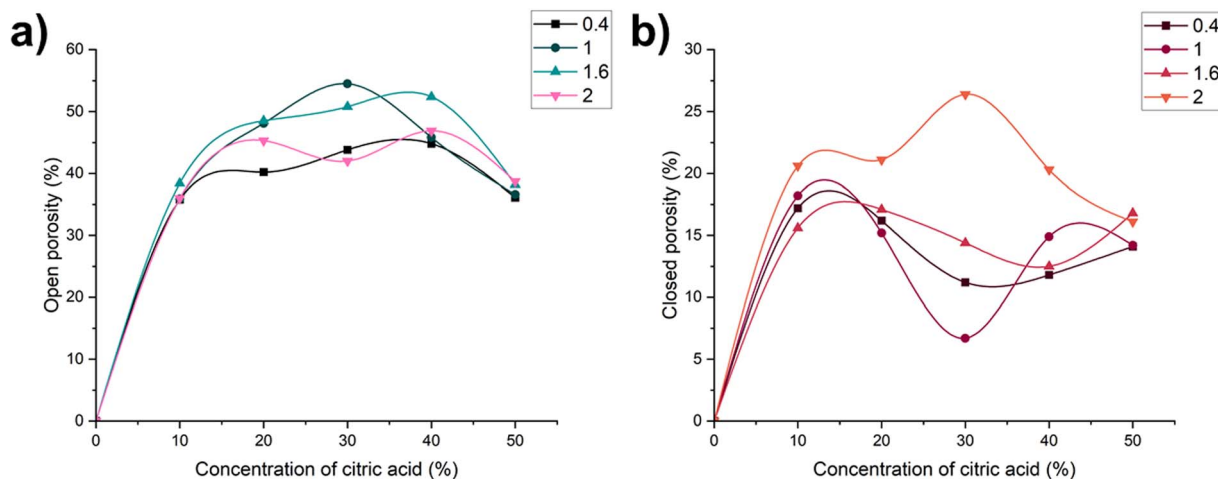 a)
0.4
1
1.6
2
60
50
40
30
20
10
0
Open porosity (%)
0 10 20 30 40 50
Concentration of citric acid (%)
b)
0.4
1
1.6
2
30
25
20
15
10
5
0
Closed porosity (%)
0 10 20 30 40 50
Concentration of citric acid (%)